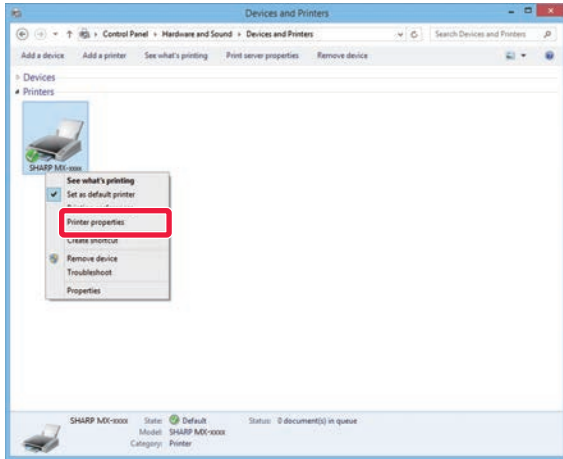 Devices and Printers
Control Panel ▸ Hardware and Sound ▸ Devices and Printers
Search Devices and Printers
Add a device Add a printer See what's printing Print server properties Remove device
Devices
Printers
SHARP MX-xxxx
See what's printing
Set as default printer
Printer properties
Create shortcut
Remove device
Troubleshoot
Properties
SHARP MX-xxxx State: Default Status: 0 document(s) in queue
Model: SHARP MX-xxxx
Category: Printer